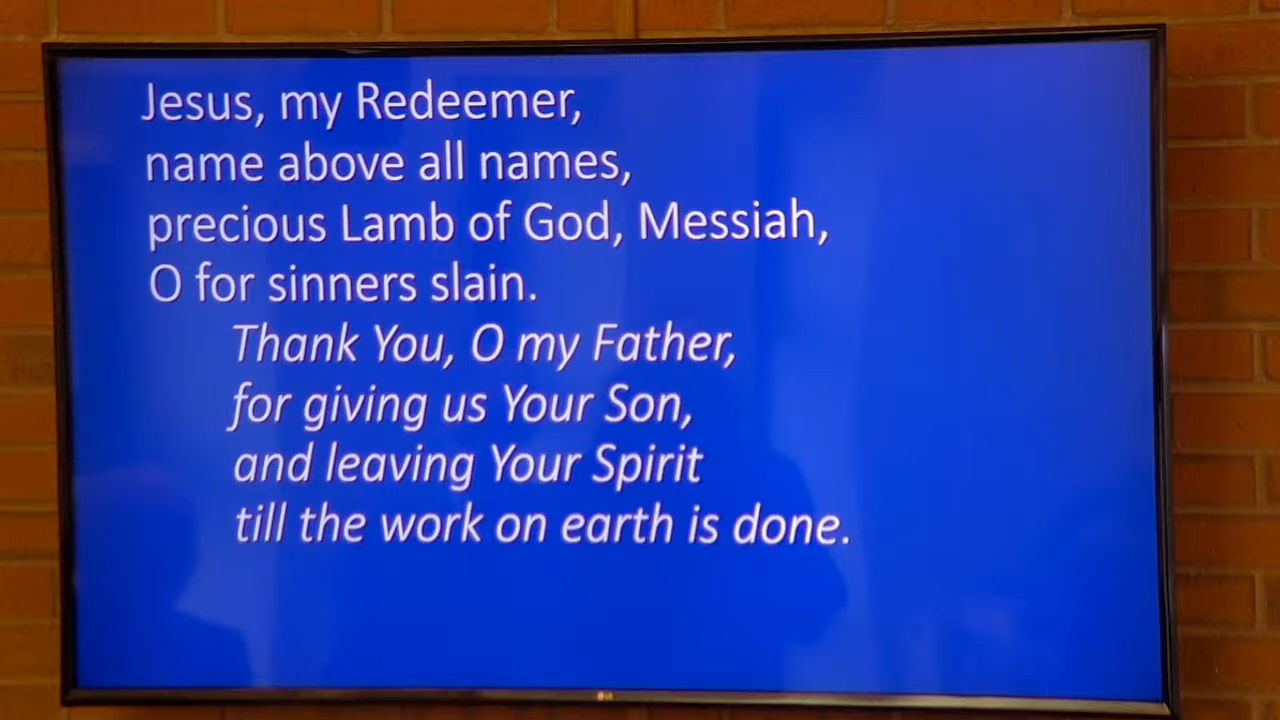 Jesus, my Redeemer,
name above all names,
precious Lamb of God, Messiah,
O for sinners slain.
Thank You, O my Father,
for giving us Your Son,
and leaving Your Spirit
till the work on earth is done.
LG